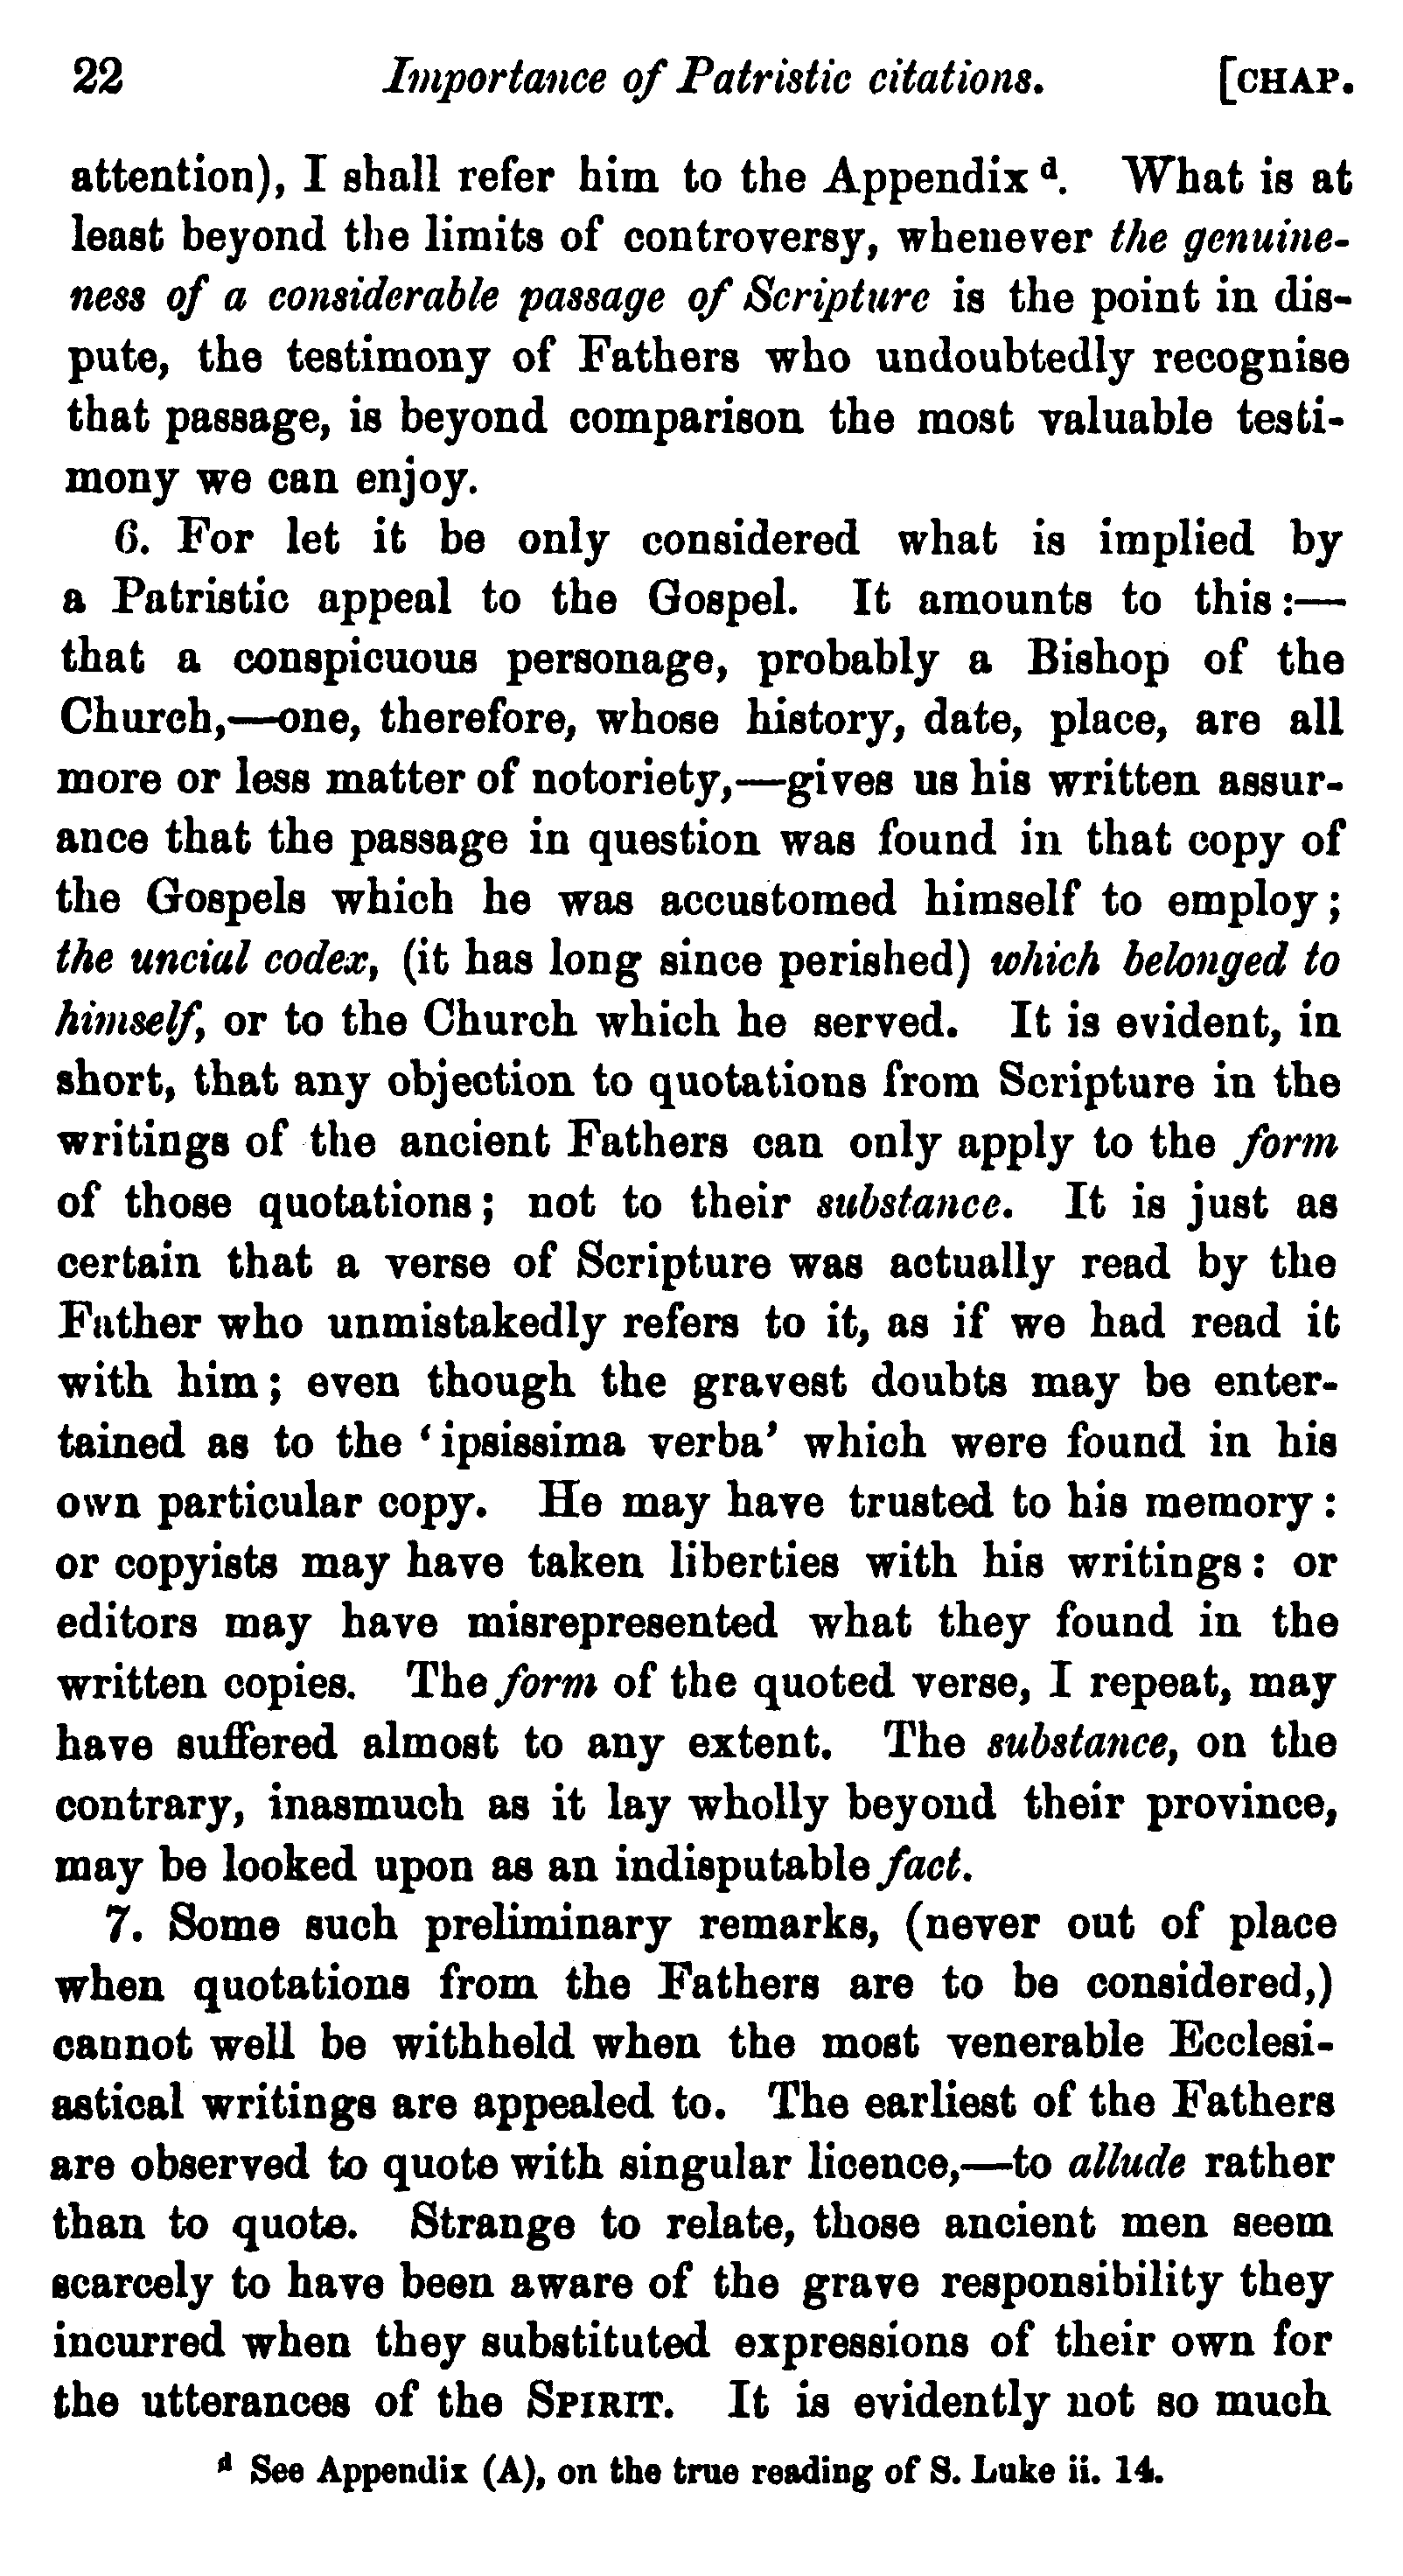 22 Importance of Patristic citations. [CHAP.
attention), I shall refer him to the Appendix d. What is at
least beyond the limits of controversy, whenever the genuine-
ness of a considerable passage of Scripture is the point in dis-
pute, the testimony of Fathers who undoubtedly recognise
that passage, is beyond comparison the most valuable testi-
mony we can enjoy.
6. For let it be only considered what is implied by
a Patristic appeal to the Gospel. It amounts to this:—
that a conspicuous personage, probably a Bishop of the
Church,—one, therefore, whose history, date, place, are all
more or less matter of notoriety,—gives us his written assur-
ance that the passage in question was found in that copy of
the Gospels which he was accustomed himself to employ;
the uncial codex, (it has long since perished) which belonged to
himself, or to the Church which he served. It is evident, in
short, that any objection to quotations from Scripture in the
writings of the ancient Fathers can only apply to the form
of those quotations; not to their substance. It is just as
certain that a verse of Scripture was actually read by the
Father who unmistakedly refers to it, as if we had read it
with him; even though the gravest doubts may be enter-
tained as to the ‘ipsissima verba’ which were found in his
own particular copy. He may have trusted to his memory:
or copyists may have taken liberties with his writings: or
editors may have misrepresented what they found in the
written copies. The form of the quoted verse, I repeat, may
have suffered almost to any extent. The substance, on the
contrary, inasmuch as it lay wholly beyond their province,
may be looked upon as an indisputable fact.
7. Some such preliminary remarks, (never out of place
when quotations from the Fathers are to be considered,)
cannot well be withheld when the most venerable Ecclesi-
astical writings are appealed to. The earliest of the Fathers
are observed to quote with singular licence,—to allude rather
than to quote. Strange to relate, those ancient men seem
scarcely to have been aware of the grave responsibility they
incurred when they substituted expressions of their own for
the utterances of the SPIRIT. It is evidently not so much
d See Appendix (A), on the true reading of S. Luke ii. 14.